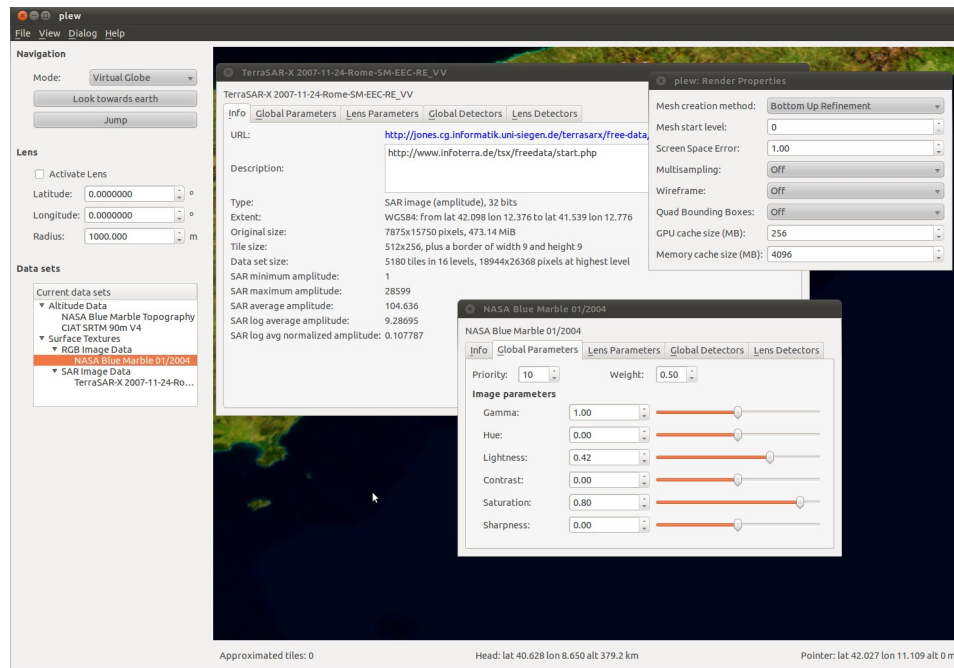 plew
File View Dialog Help
Navigation
Mode: Virtual Globe
Look towards earth
Jump
Lens
Activate Lens
Latitude: 0.0000000 °
Longitude: 0.0000000 °
Radius: 1000.000 m
Data sets
Current data sets
Altitude Data
NASA Blue Marble Topography
CIAT SRTM 90m V4
Surface Textures
RGB Image Data
NASA Blue Marble 01/2004
SAR Image Data
TerraSAR-X 2007-11-24-Ro...
TerraSAR-X 2007-11-24-Rome-SM-EEC-RE_VV
TerraSAR-X 2007-11-24-Rome-SM-EEC-RE_VV
Info Global Parameters Lens Parameters Global Detectors Lens Detectors
URL: http://jones.cg.informatik.uni-siegen.de/terrasarx/free-data,
Description: http://www.infoterra.de/tsx/freedata/start.php
Type: SAR image (amplitude), 32 bits
Extent: WGS84: from lat 42.098 lon 12.376 to lat 41.539 lon 12.776
Original size: 7875x15750 pixels, 473.14 MiB
Tile size: 512x256, plus a border of width 9 and height 9
Data set size: 5180 tiles in 16 levels, 18944x26368 pixels at highest level
SAR minimum amplitude: 1
SAR maximum amplitude: 28599
SAR average amplitude: 104.636
SAR log average amplitude: 9.28695
SAR log avg normalized amplitude: 0.107787
plew: Render Properties
Mesh creation method: Bottom Up Refinement
Mesh start level: 0
Screen Space Error: 1.00
Multisampling: Off
Wireframe: Off
Quad Bounding Boxes: Off
GPU cache size (MB): 256
Memory cache size (MB): 4096
NASA Blue Marble 01/2004
NASA Blue Marble 01/2004
Info Global Parameters Lens Parameters Global Detectors Lens Detectors
Priority: 10 Weight: 0.50
Image parameters
Gamma: 1.00
Hue: 0.00
Lightness: 0.42
Contrast: 0.00
Saturation: 0.80
Sharpness: 0.00
Approximated tiles: 0 Head: lat 40.628 lon 8.650 alt 379.2 km Pointer: lat 42.027 lon 11.109 alt 0 m